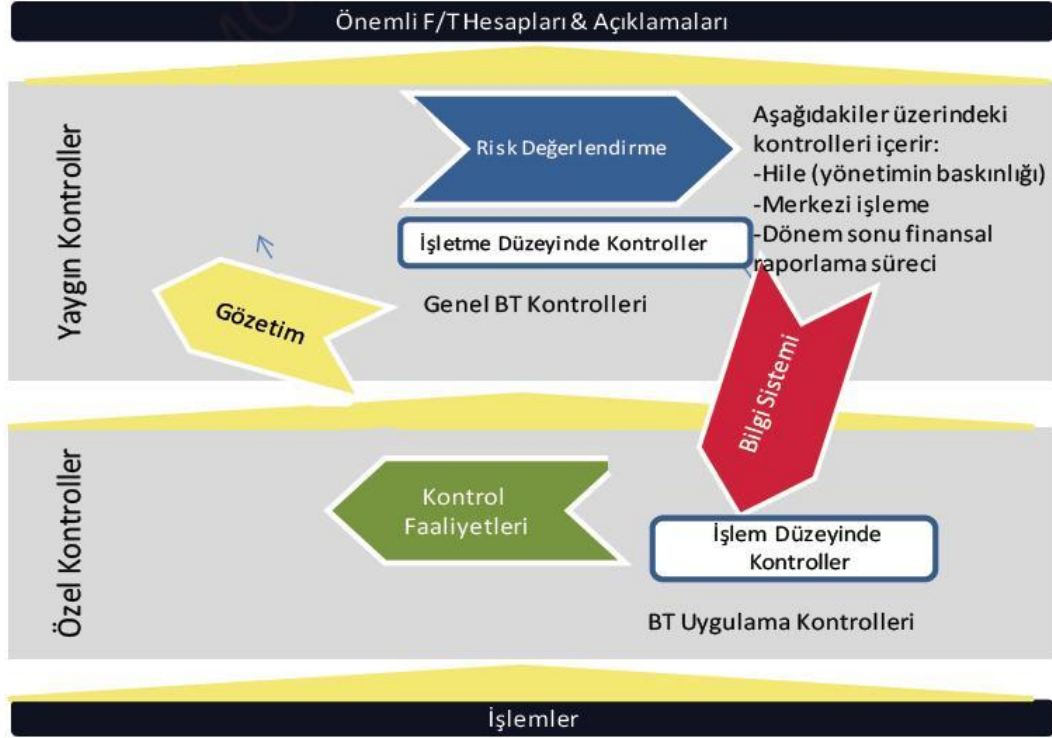 Önemli F/T Hesapları & Açıklamaları
Yaygın Kontroller
Risk Değerlendirme
Aşağıdakiler üzerindeki
kontrolleri içerir:
-Hile (yönetimin baskınlığı)
-Merkezi işleme
-Dönem sonu finansal
raporlama süreci
İşletme Düzeyinde Kontroller
Genel BT Kontrolleri
Gözetim
Bilgi Sistemi
Özel Kontroller
Kontrol
Faaliyetleri
İşlem Düzeyinde
Kontroller
BT Uygulama Kontrolleri
İşlemler